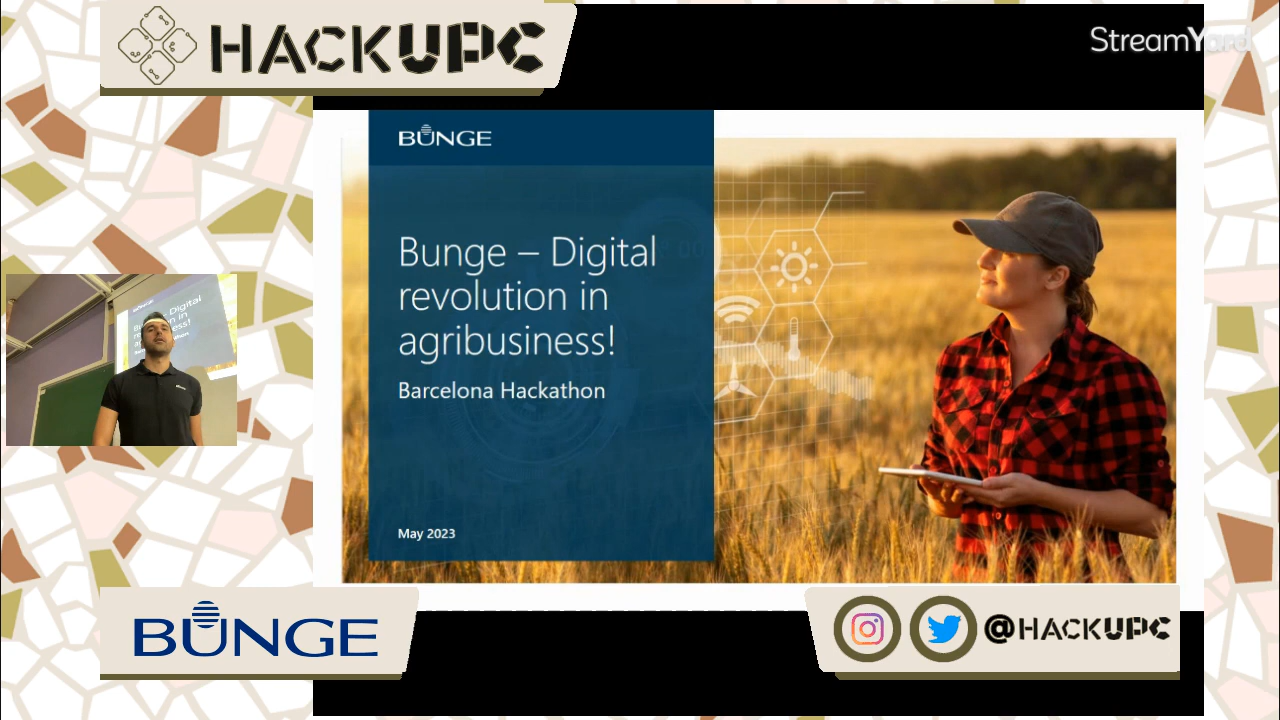 HACKUPC
StreamYard
BUNGE
Bunge – Digital
revolution in
agribusiness!
Barcelona Hackathon
May 2023
BUNGE
@HACKUPC